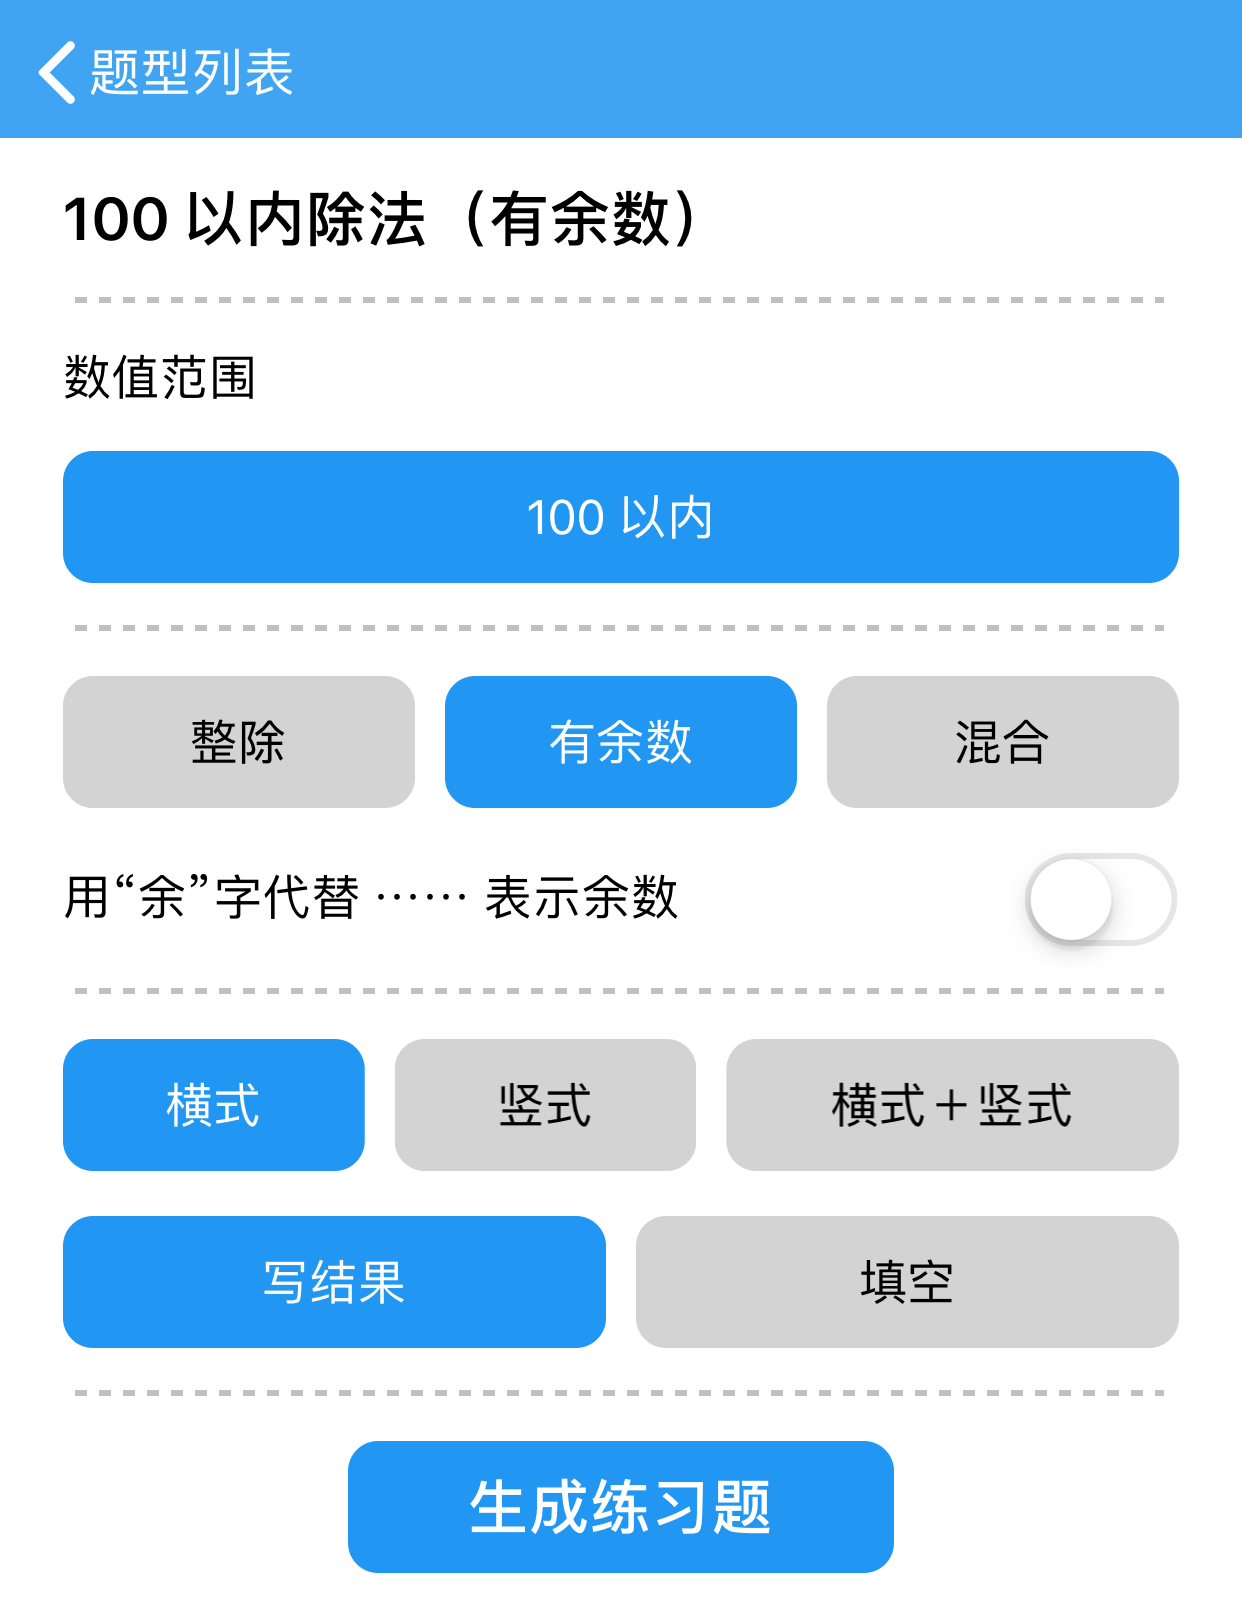 题型列表
100 以内除法（有余数）
数值范围
100 以内
整除 有余数 混合
用“余”字代替 …… 表示余数
横式 竖式 横式＋竖式
写结果 填空
生成练习题